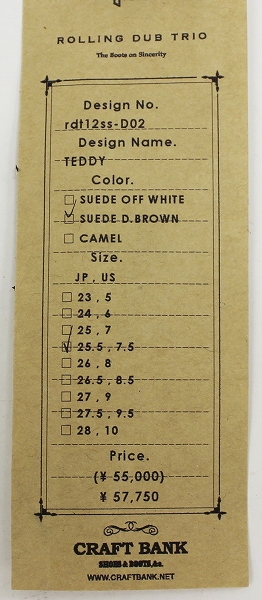 ROLLING DUB TRIO
The Boots on Sincerity
Design No.
rdt12ss-D02
Design Name.
TEDDY
Color.
SUEDE OFF WHITE
SUEDE D.BROWN
CAMEL
Size.
JP , US
23 , 5
24 , 6
25 , 7
25.5 , 7.5
26 , 8
26.5 , 8.5
27 , 9
27.5 , 9.5
28 , 10
Price.
(¥ 55,000)
¥ 57,750
CRAFT BANK
SHOES & BOOTS,&c.
WWW.CRAFTBANK.NET